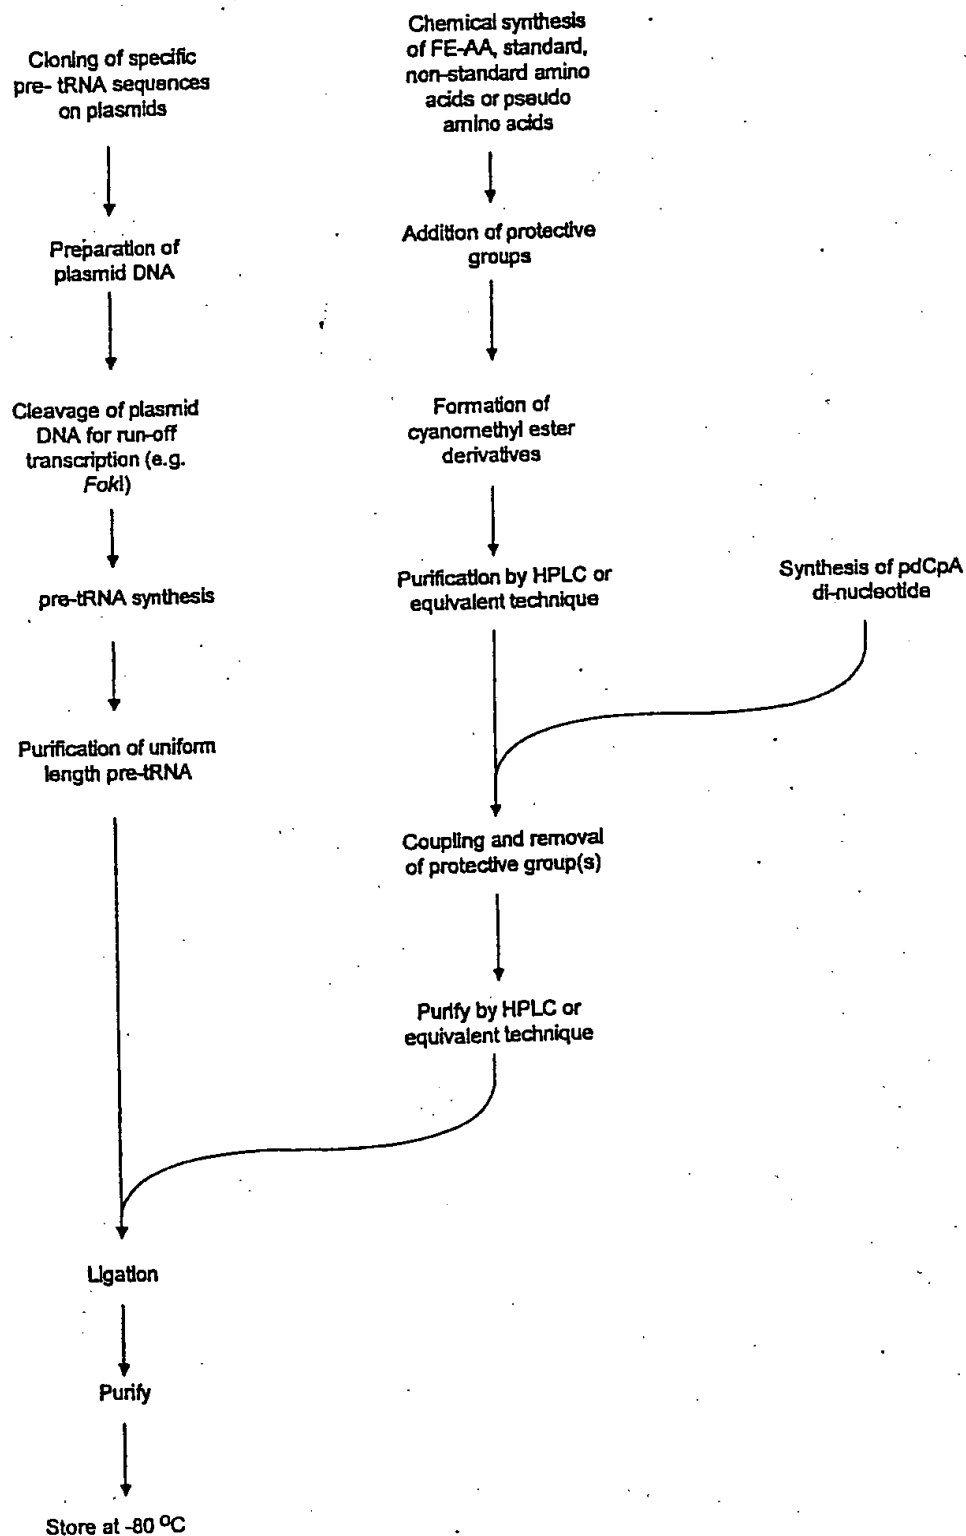 Cloning of specific
pre- tRNA sequences
on plasmids
Preparation of
plasmid DNA
Cleavage of plasmid
DNA for run-off
transcription (e.g.
FokI)
pre-tRNA synthesis
Purification of uniform
length pre-tRNA
Chemical synthesis
of FE-AA, standard,
non-standard amino
acids or pseudo
amino acids
Addition of protective
groups
Formation of
cyanomethyl ester
derivatives
Purification by HPLC or
equivalent technique
Synthesis of pdCpA
di-nucleotide
Coupling and removal
of protective group(s)
Purify by HPLC or
equivalent technique
Ligation
Purify
Store at -80 ºC